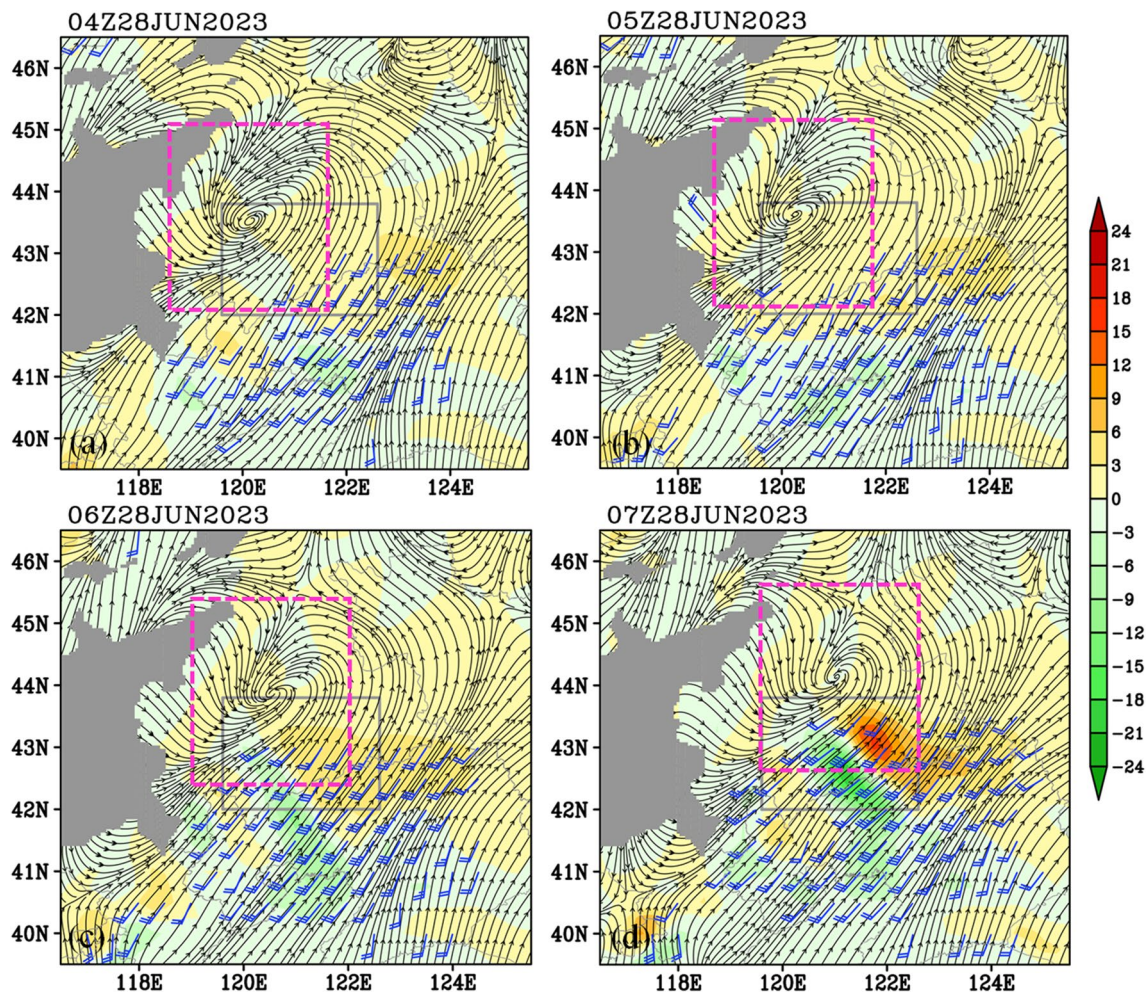 04Z28JUN2023
05Z28JUN2023
46N
45N
44N
43N
42N
41N
40N
(a)
118E 120E 122E 124E
46N
45N
44N
43N
42N
41N
40N
(b)
118E 120E 122E 124E
06Z28JUN2023
07Z28JUN2023
46N
45N
44N
43N
42N
41N
40N
(c)
118E 120E 122E 124E
46N
45N
44N
43N
42N
41N
40N
(d)
118E 120E 122E 124E
24
21
18
15
12
9
6
3
0
−3
−6
−9
−12
−15
−18
−21
−24